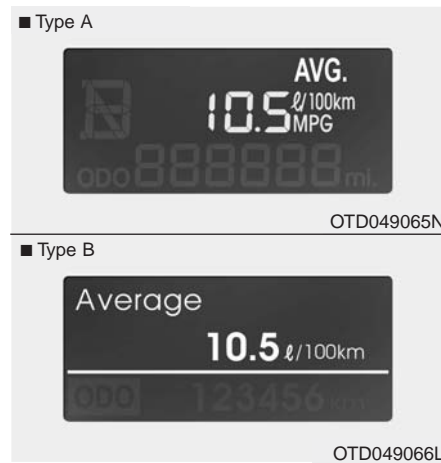 ■ Type A
AVG.
10.5 ℓ/100km
MPG
ODO 888888 mi.
OTD049065N
■ Type B
Average
10.5 ℓ/100km
ODO 123456 km
OTD049066L